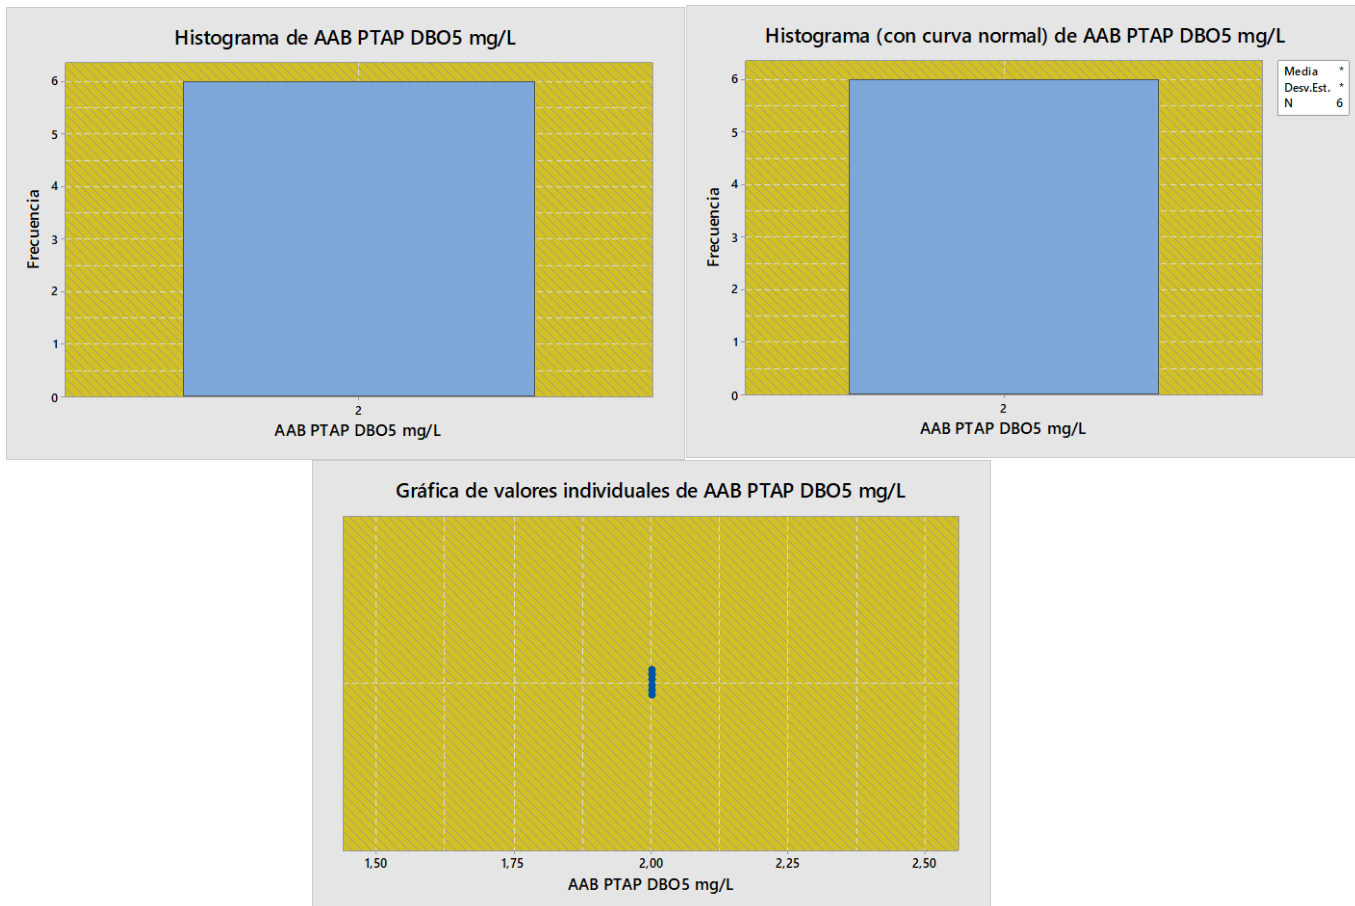 Histograma de AAB PTAP DBO5 mg/L
6
5
4
3
2
1
0
Frecuencia
2
AAB PTAP DBO5 mg/L
Histograma (con curva normal) de AAB PTAP DBO5 mg/L
6
5
4
3
2
1
0
Frecuencia
2
AAB PTAP DBO5 mg/L
Media *
Desv.Est. *
N 6
Gráfica de valores individuales de AAB PTAP DBO5 mg/L
1,50 1,75 2,00 2,25 2,50
AAB PTAP DBO5 mg/L